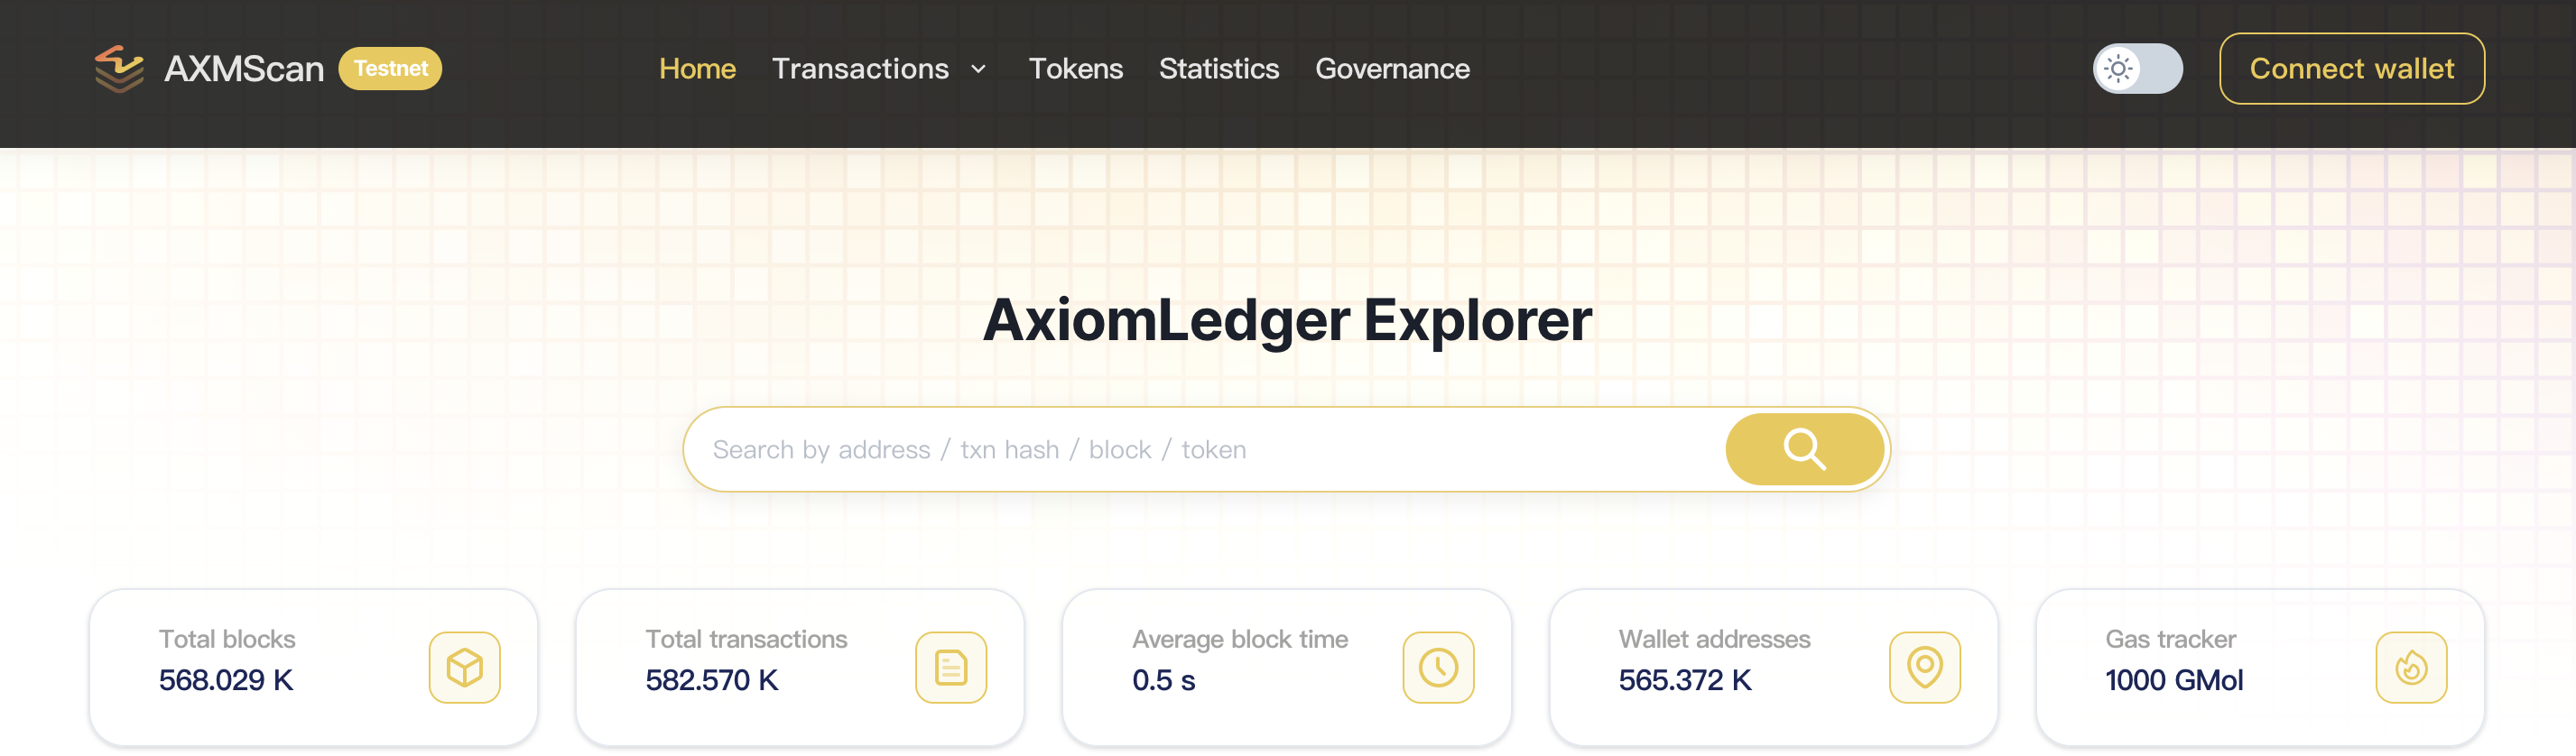 AXMScan Testnet Home Transactions Tokens Statistics Governance Connect wallet
AxiomLedger Explorer
Search by address / txn hash / block / token
Total blocks
568.029 K
Total transactions
582.570 K
Average block time
0.5 s
Wallet addresses
565.372 K
Gas tracker
1000 GMol